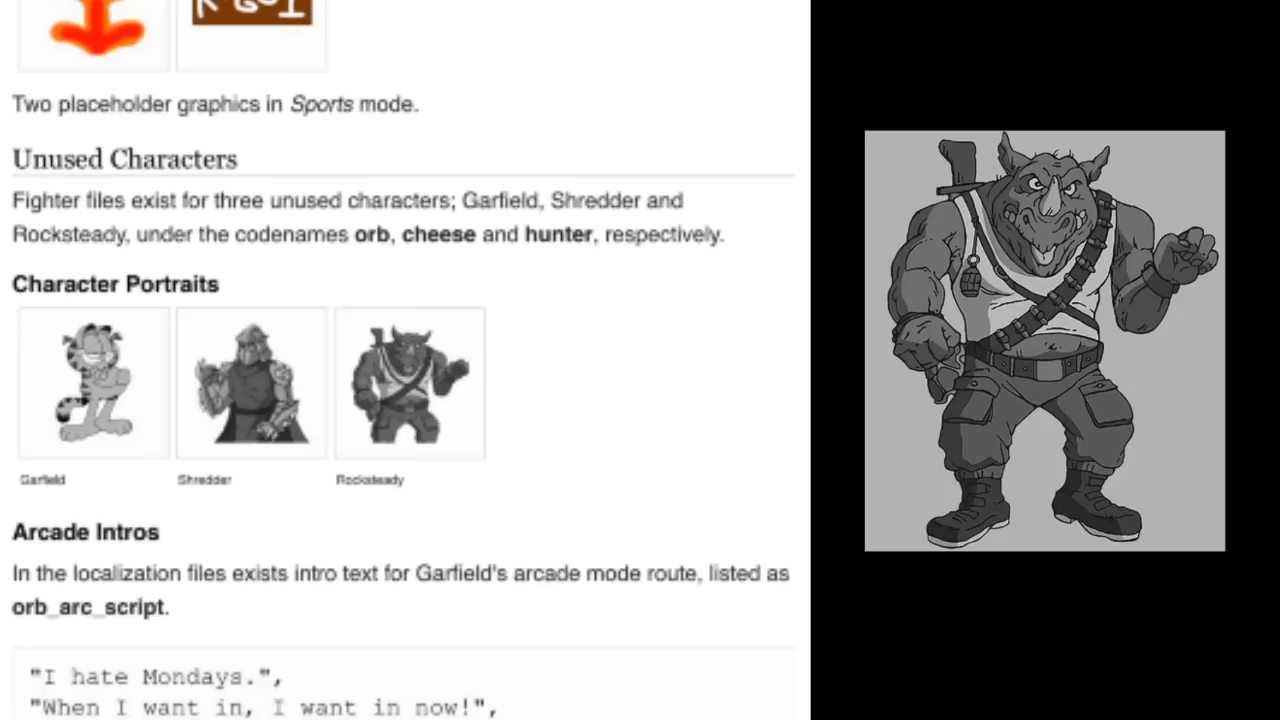 Two placeholder graphics in Sports mode.
Unused Characters
Fighter files exist for three unused characters; Garfield, Shredder and
Rocksteady, under the codenames orb, cheese and hunter, respectively.
Character Portraits
Garfield Shredder Rocksteady
Arcade Intros
In the localization files exists intro text for Garfield's arcade mode route, listed as
orb_arc_script.
"I hate Mondays.",
"When I want in, I want in now!",